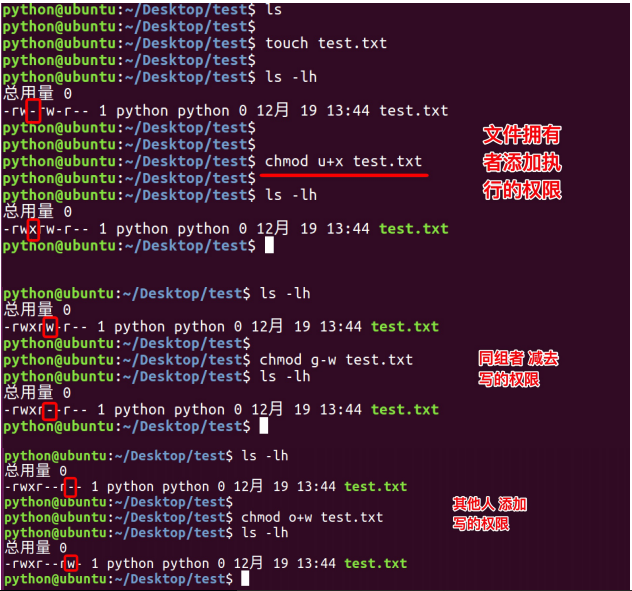 python@ubuntu:~/Desktop/test$ ls
python@ubuntu:~/Desktop/test$
python@ubuntu:~/Desktop/test$ touch test.txt
python@ubuntu:~/Desktop/test$
python@ubuntu:~/Desktop/test$ ls -lh
总用量 0
-rw-rw-r-- 1 python python 0 12月 19 13:44 test.txt
python@ubuntu:~/Desktop/test$
python@ubuntu:~/Desktop/test$
python@ubuntu:~/Desktop/test$ chmod u+x test.txt
python@ubuntu:~/Desktop/test$
python@ubuntu:~/Desktop/test$ ls -lh
总用量 0
-rwxrw-r-- 1 python python 0 12月 19 13:44 test.txt
python@ubuntu:~/Desktop/test$
文件拥有
者添加执
行的权限
python@ubuntu:~/Desktop/test$ ls -lh
总用量 0
-rwxrw-r-- 1 python python 0 12月 19 13:44 test.txt
python@ubuntu:~/Desktop/test$
python@ubuntu:~/Desktop/test$ chmod g-w test.txt
python@ubuntu:~/Desktop/test$ ls -lh
总用量 0
-rwxr--r-- 1 python python 0 12月 19 13:44 test.txt
python@ubuntu:~/Desktop/test$
同组者 减去
写的权限
python@ubuntu:~/Desktop/test$ ls -lh
总用量 0
-rwxr--r-- 1 python python 0 12月 19 13:44 test.txt
python@ubuntu:~/Desktop/test$
python@ubuntu:~/Desktop/test$ chmod o+w test.txt
python@ubuntu:~/Desktop/test$ ls -lh
总用量 0
-rwxr--rw- 1 python python 0 12月 19 13:44 test.txt
python@ubuntu:~/Desktop/test$
其他人 添加
写的权限